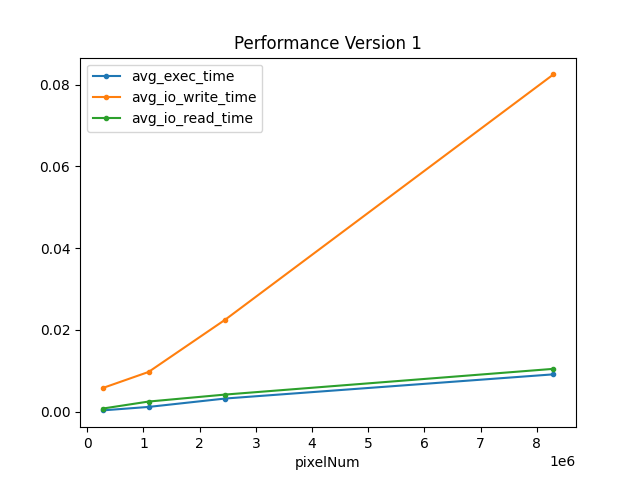 Performance Version 1
avg_exec_time
avg_io_write_time
avg_io_read_time
0.08
0.06
0.04
0.02
0.00
0 1 2 3 4 5 6 7 8
1e6
pixelNum